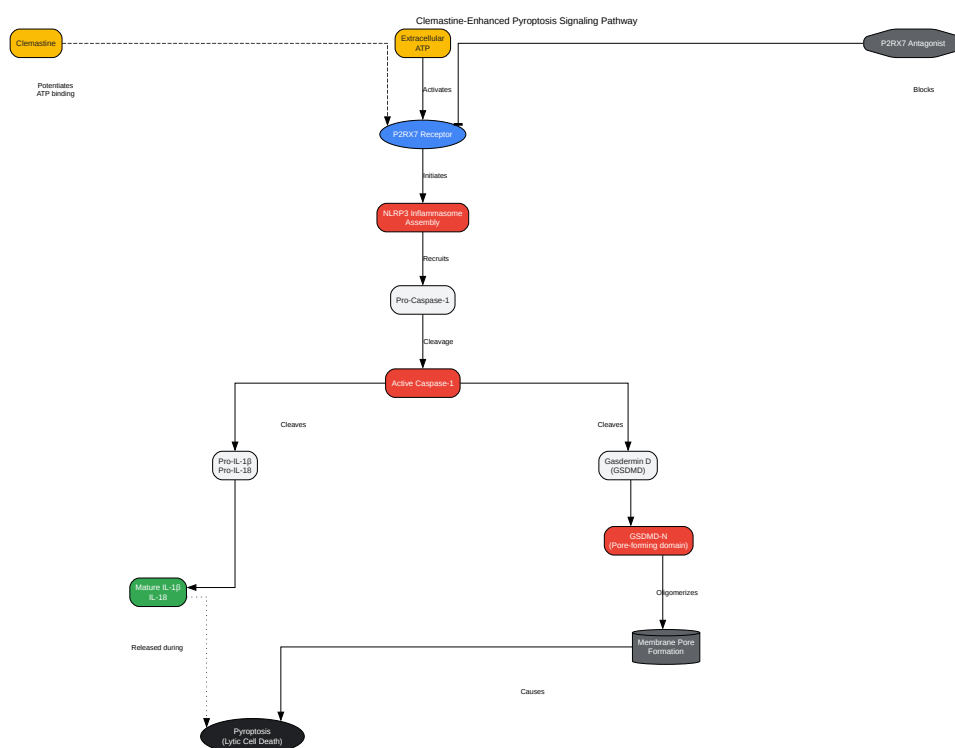 Clemastine-Enhanced Pyroptosis Signaling Pathway
Clemastine
Extracellular
ATP
P2RX7 Antagonist
Potentiates
ATP binding
Activates
Blocks
P2RX7 Receptor
Initiates
NLRP3 Inflammasome
Assembly
Recruits
Pro-Caspase-1
Cleavage
Active Caspase-1
Cleaves
Cleaves
Pro-IL-1β
Pro-IL-18
Gasdermin D
(GSDMD)
GSDMD-N
(Pore-forming domain)
Mature IL-1β
IL-18
Oligomerizes
Released during
Membrane Pore
Formation
Causes
Pyroptosis
(Lytic Cell Death)